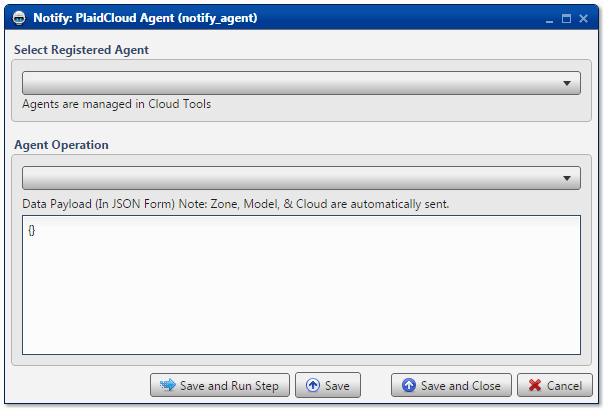 Notify: PlaidCloud Agent (notify_agent)
Select Registered Agent
Agents are managed in Cloud Tools
Agent Operation
Data Payload (In JSON Form) Note: Zone, Model, & Cloud are automatically sent.
{}
Save and Run Step
Save
Save and Close
Cancel